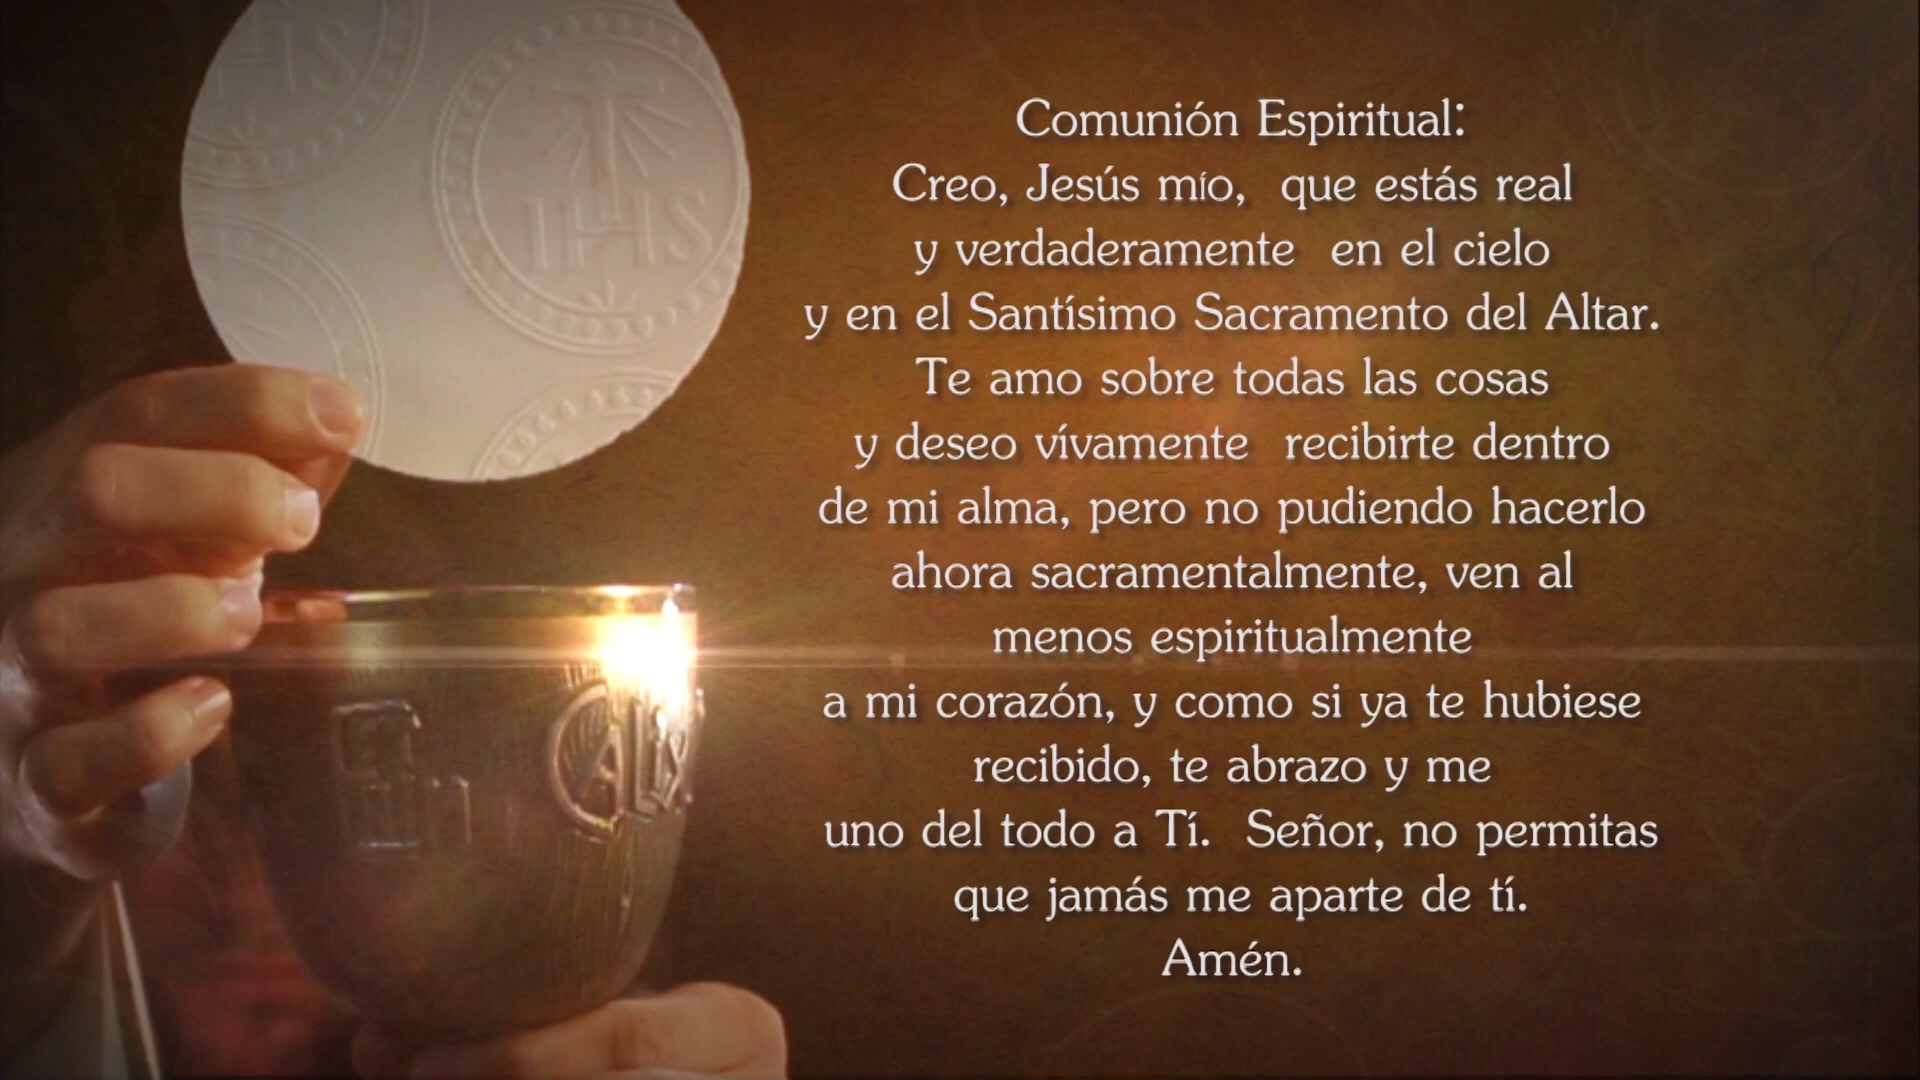 IHS
Comunión Espiritual:
Creo, Jesús mío, que estás real
y verdaderamente en el cielo
y en el Santísimo Sacramento del Altar.
Te amo sobre todas las cosas
y deseo vívamente recibirte dentro
de mi alma, pero no pudiendo hacerlo
ahora sacramentalmente, ven al
menos espiritualmente
a mi corazón, y como si ya te hubiese
recibido, te abrazo y me
uno del todo a Tí. Señor, no permitas
que jamás me aparte de tí.
Amén.
CALIX